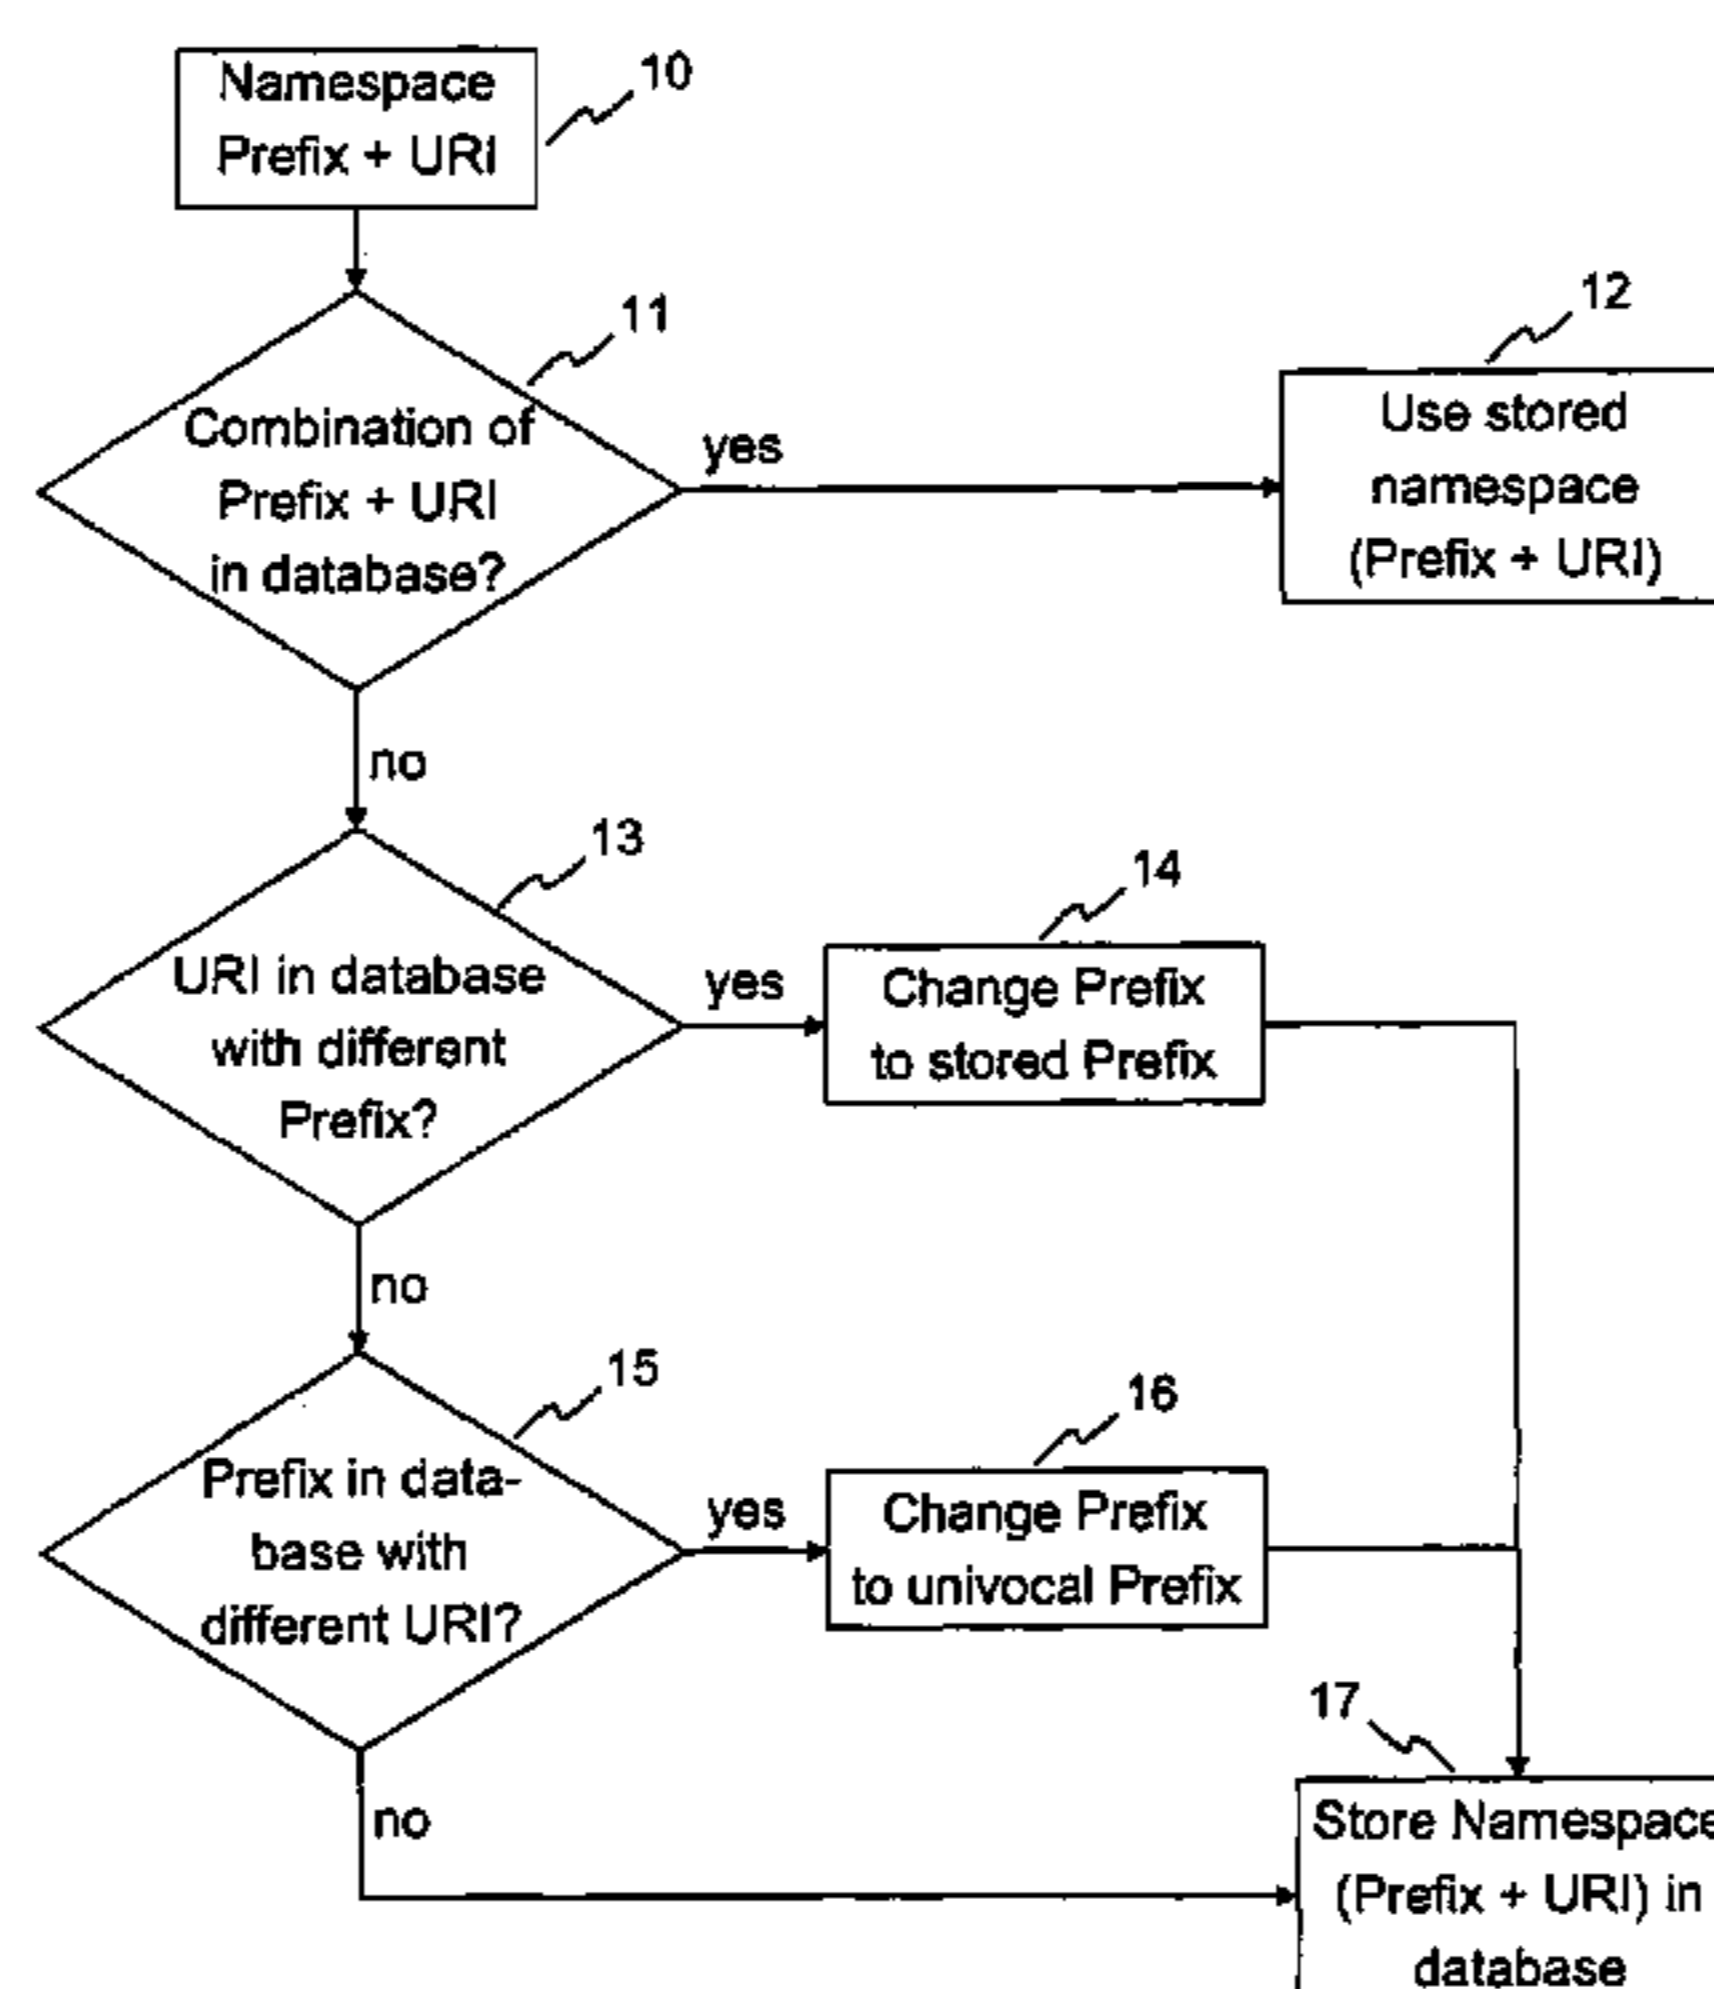 Namespace
Prefix + URI
10
11
Combination of
Prefix + URI
in database?
yes
12
Use stored
namespace
(Prefix + URI)
no
13
URI in database
with different
Prefix?
yes
14
Change Prefix
to stored Prefix
no
15
Prefix in data-
base with
different URI?
yes
16
Change Prefix
to univocal Prefix
no
17
Store Namespace
(Prefix + URI) in
database